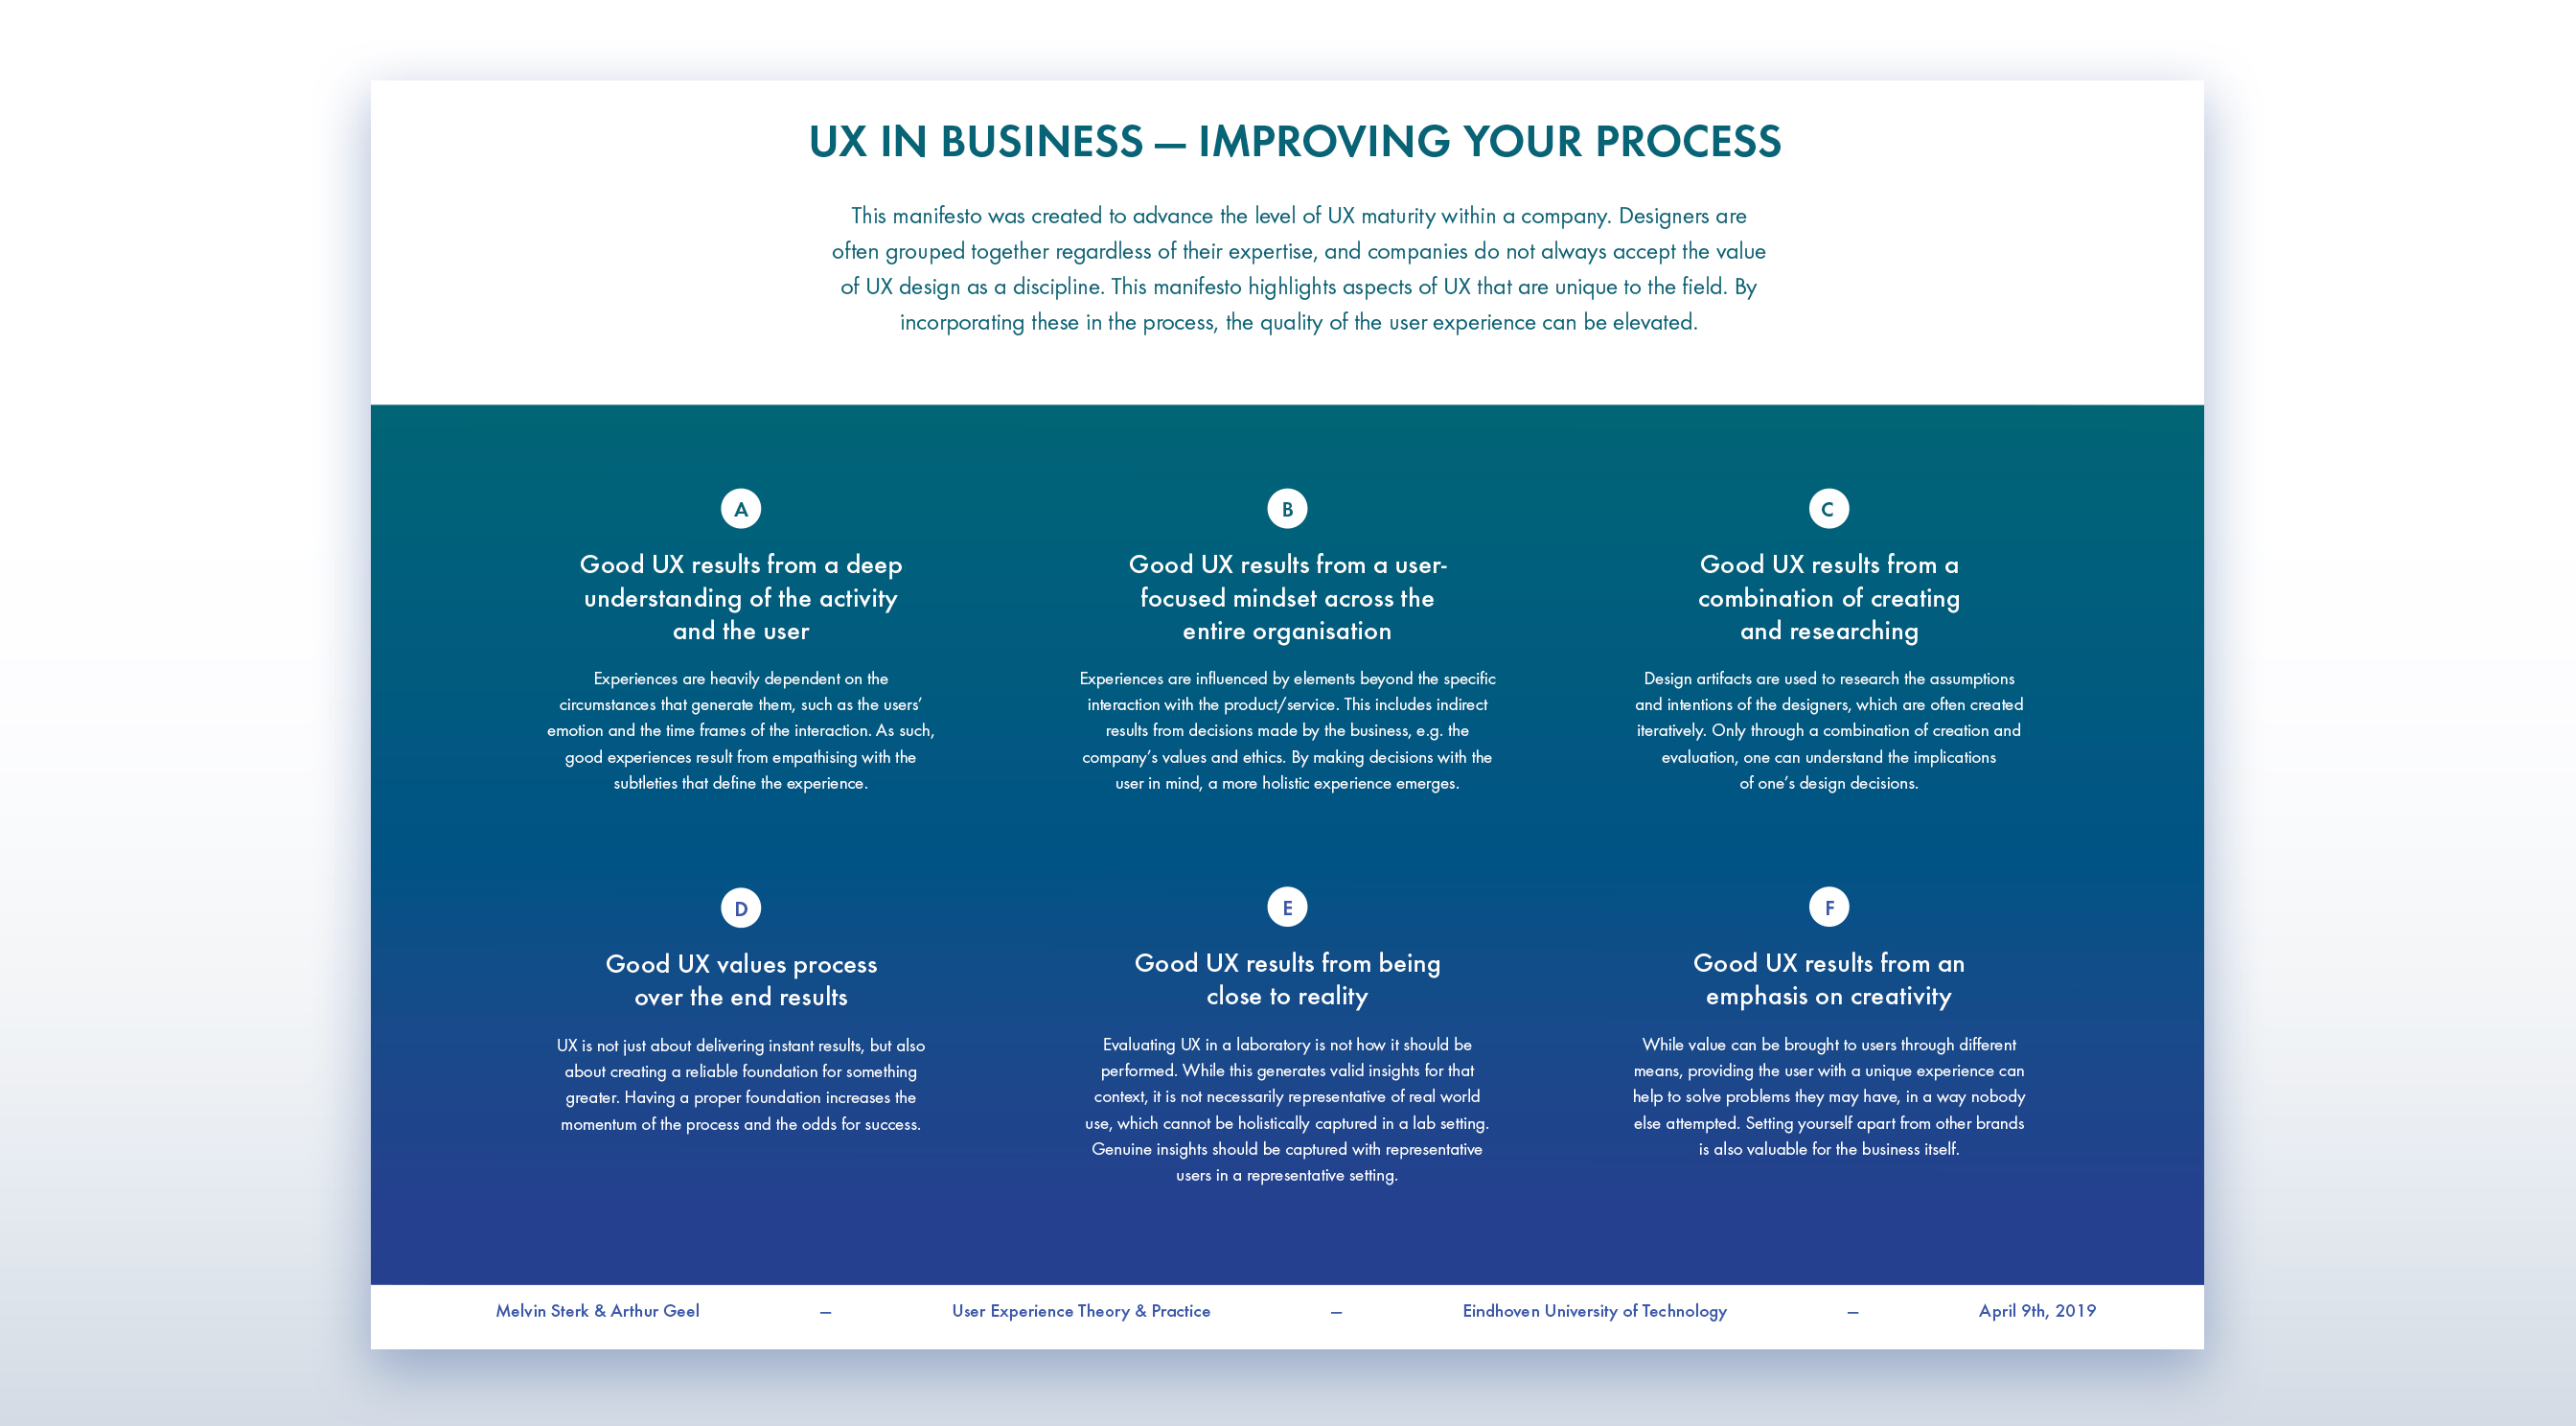 UX IN BUSINESS — IMPROVING YOUR PROCESS
This manifesto was created to advance the level of UX maturity within a company. Designers are
often grouped together regardless of their expertise, and companies do not always accept the value
of UX design as a discipline. This manifesto highlights aspects of UX that are unique to the field. By
incorporating these in the process, the quality of the user experience can be elevated.
A
Good UX results from a deep
understanding of the activity
and the user
Experiences are heavily dependent on the
circumstances that generate them, such as the users’
emotion and the time frames of the interaction. As such,
good experiences result from empathising with the
subtleties that define the experience.
B
Good UX results from a user-
focused mindset across the
entire organisation
Experiences are influenced by elements beyond the specific
interaction with the product/service. This includes indirect
results from decisions made by the business, e.g. the
company’s values and ethics. By making decisions with the
user in mind, a more holistic experience emerges.
C
Good UX results from a
combination of creating
and researching
Design artifacts are used to research the assumptions
and intentions of the designers, which are often created
iteratively. Only through a combination of creation and
evaluation, one can understand the implications
of one’s design decisions.
D
Good UX values process
over the end results
UX is not just about delivering instant results, but also
about creating a reliable foundation for something
greater. Having a proper foundation increases the
momentum of the process and the odds for success.
E
Good UX results from being
close to reality
Evaluating UX in a laboratory is not how it should be
performed. While this generates valid insights for that
context, it is not necessarily representative of real world
use, which cannot be holistically captured in a lab setting.
Genuine insights should be captured with representative
users in a representative setting.
F
Good UX results from an
emphasis on creativity
While value can be brought to users through different
means, providing the user with a unique experience can
help to solve problems they may have, in a way nobody
else attempted. Setting yourself apart from other brands
is also valuable for the business itself.
Melvin Sterk & Arthur Geel — User Experience Theory & Practice — Eindhoven University of Technology — April 9th, 2019